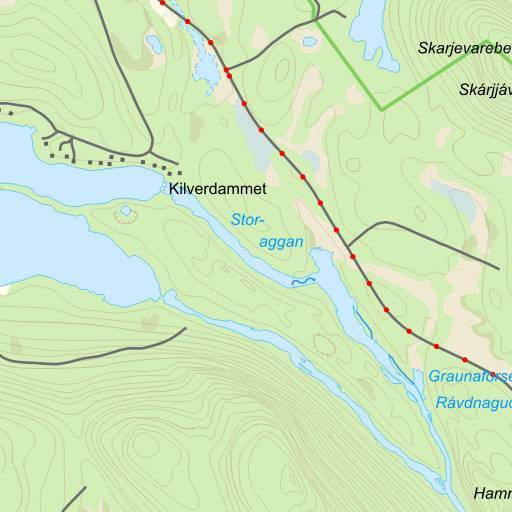 Skarjevarebe
Skárjjáv
Kilverdammet
Stor-
aggan
Graunaforse
Rávdnaguo
Hamr